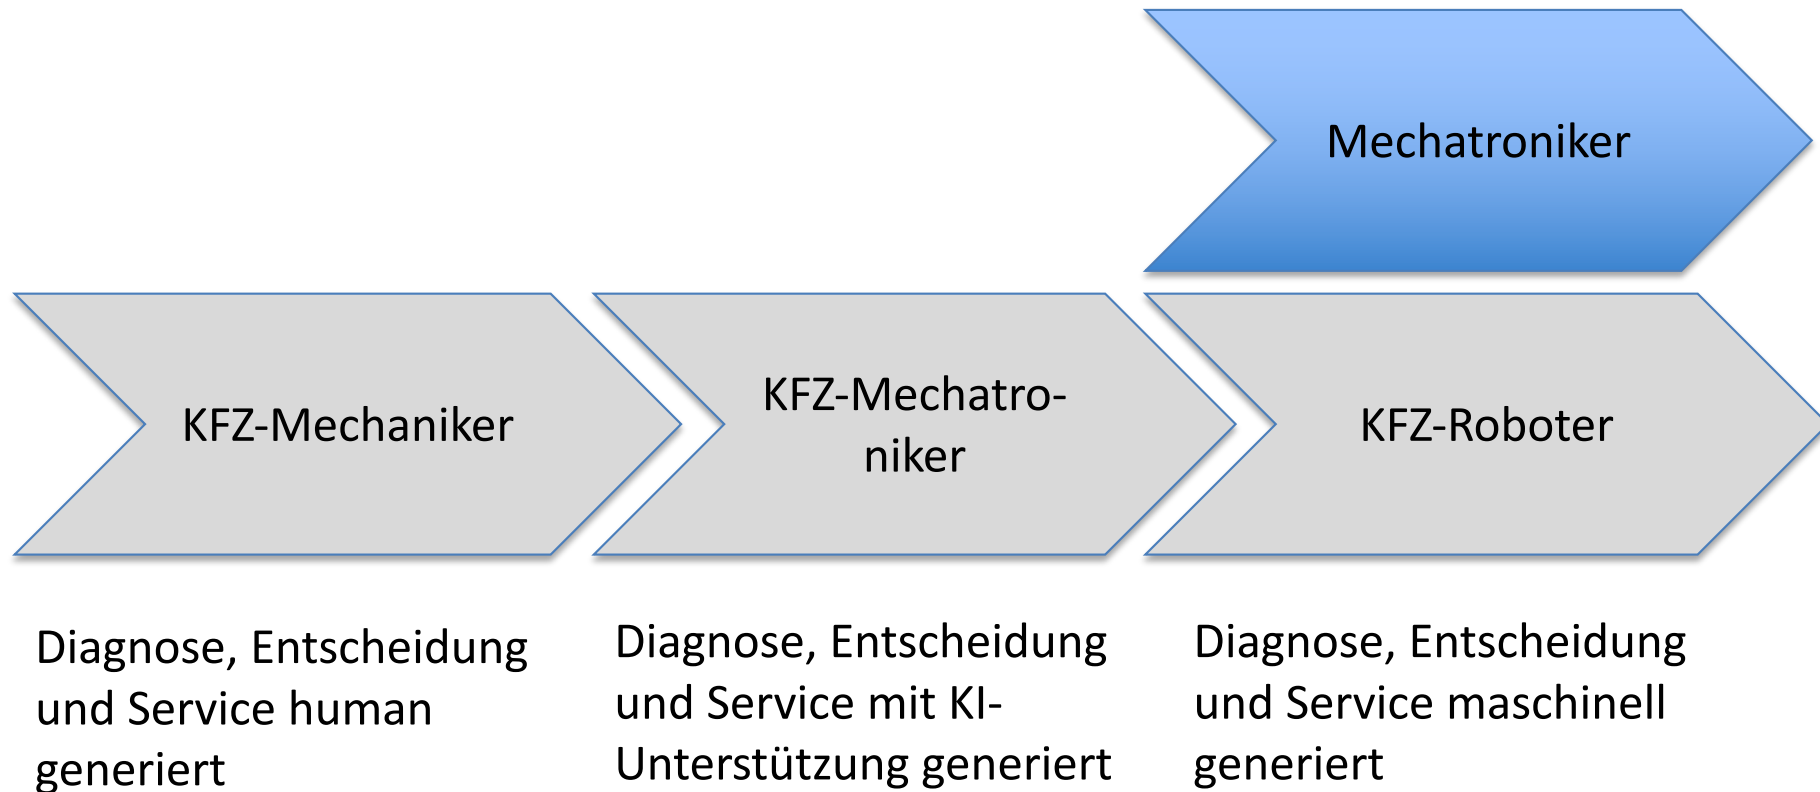 Mechatroniker
KFZ-Mechaniker
KFZ-Mechatro-
niker
KFZ-Roboter
Diagnose, Entscheidung
und Service human
generiert
Diagnose, Entscheidung
und Service mit KI-
Unterstützung generiert
Diagnose, Entscheidung
und Service maschinell
generiert